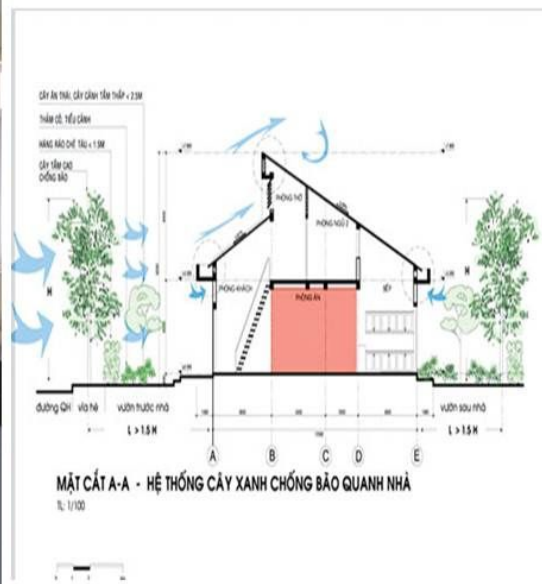 CÂY ĂN TRÁI, CÂY CẢNH TẦM THẤP < 2.5M
THẢM CỎ, TIỂU CẢNH
HÀNG RÀO CHÈ TÀU < 1.5M
CÂY TẦM CAO
CHỐNG BÃO
PHÒNG THỜ
PHÒNG NGỦ 2
PHÒNG KHÁCH
PHÒNG ĂN
BẾP
H
H
đường QH
vỉa hè
vườn trước nhà
vườn sau nhà
L > 1.5 H
L > 1.5 H
A
B
C
D
E
MẶT CẮT A-A - HỆ THỐNG CÂY XANH CHỐNG BÃO QUANH NHÀ
TL: 1/100